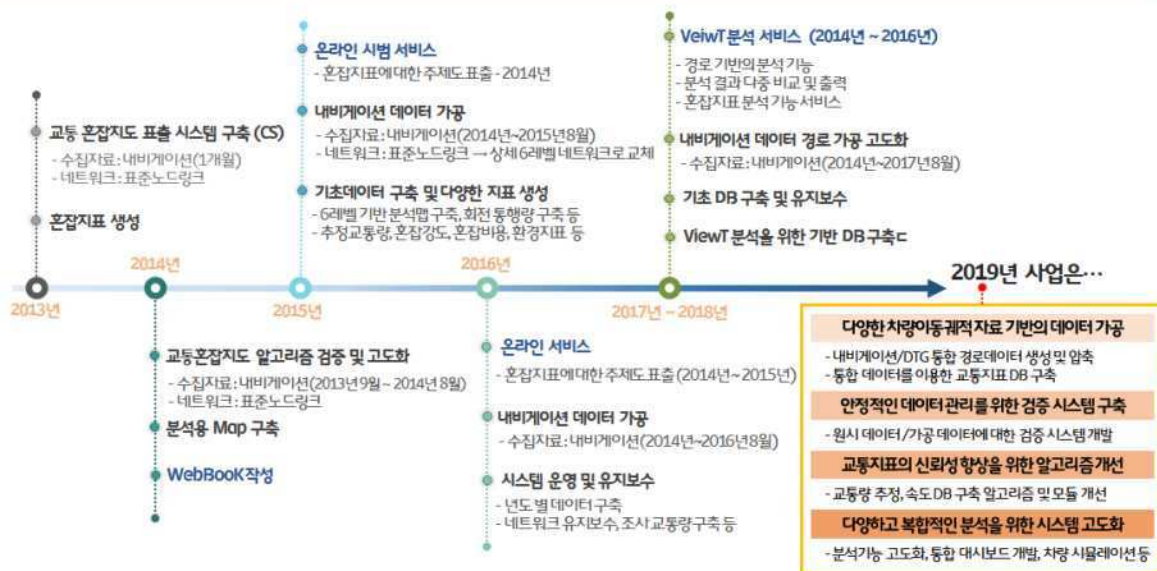 교통 혼잡지도 표출 시스템 구축 (CS)
- 수집자료 : 내비게이션(1개월)
- 네트워크 : 표준노드링크
혼잡지표 생성
2013년
2014년
교통혼잡지도 알고리즘 검증 및 고도화
- 수집자료 : 내비게이션(2013년 9월 ~ 2014년 8월)
- 네트워크 : 표준노드링크
분석용 Map 구축
WebBooK작성
온라인 시범 서비스
- 혼잡지표에 대한 주제도 표출 - 2014년
내비게이션 데이터 가공
- 수집자료 : 내비게이션(2014년~2015년 8월)
- 네트워크 : 표준노드링크 → 상세 6레벨 네트워크로 교체
기초데이터 구축 및 다양한 지표 생성
- 6레벨 기반 분석맵 구축, 회전 통행량 구축 등
- 추정교통량, 혼잡강도, 혼잡비용, 환경지표 등
2015년
2016년
온라인 서비스
- 혼잡지표에 대한 주제도 표출 (2014년 ~ 2015년)
내비게이션 데이터 가공
- 수집자료 : 내비게이션(2014년~2016년 8월)
시스템 운영 및 유지보수
- 년도 별 데이터 구축
- 네트워크 유지보수, 조사 교통량 구축 등
VeiwT 분석 서비스 (2014년 ~ 2016년)
- 경로 기반의 분석 기능
- 분석 결과 다중 비교 및 출력
- 혼잡지표 분석 기능 서비스
내비게이션 데이터 경로 가공 고도화
- 수집자료 : 내비게이션(2014년~2017년 8월)
기초 DB 구축 및 유지보수
ViewT 분석을 위한 기반 DB 구축ㄷ
2017년 ~ 2018년
2019년 사업은…
다양한 차량이동궤적 자료 기반의 데이터 가공
- 내비게이션/DTG 통합 경로데이터 생성 및 압축
- 통합 데이터를 이용한 교통지표 DB 구축
안정적인 데이터 관리를 위한 검증 시스템 구축
- 원시 데이터 / 가공 데이터에 대한 검증 시스템 개발
교통지표의 신뢰성 향상을 위한 알고리즘 개선
- 교통량 추정, 속도 DB 구축 알고리즘 및 모듈 개선
다양하고 복합적인 분석을 위한 시스템 고도화
- 분석기능 고도화, 통합 대시보드 개발, 차량 시뮬레이션 등